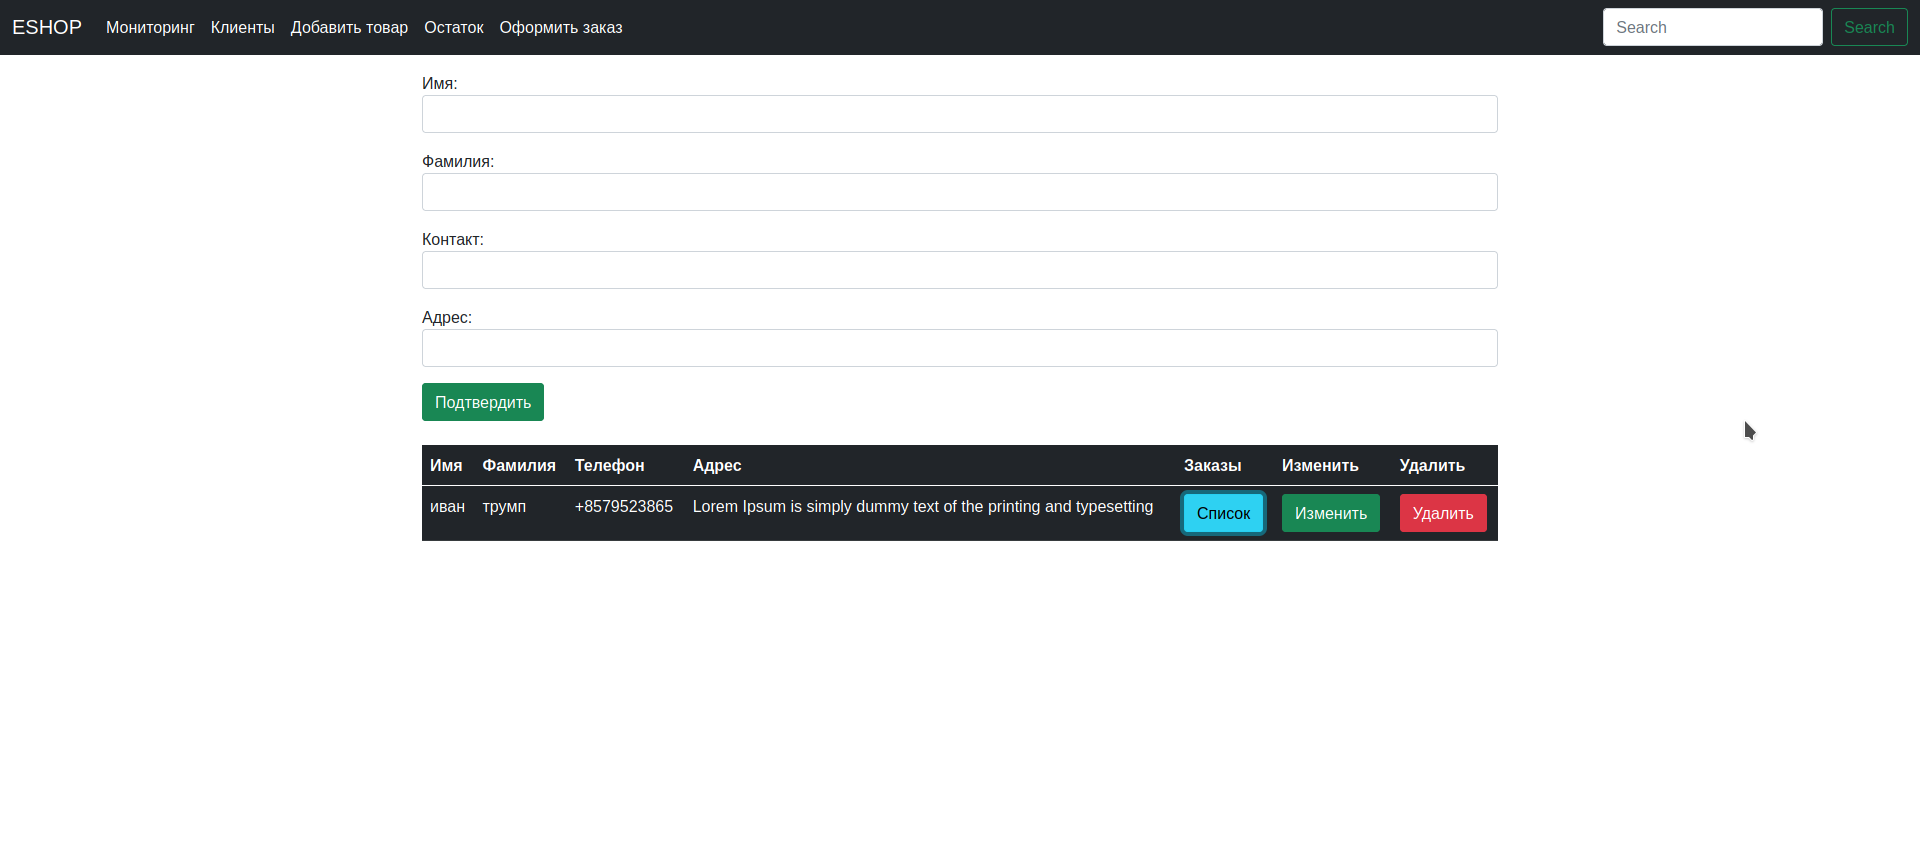 ESHOP Мониторинг Клиенты Добавить товар Остаток Оформить заказ Search Search
Имя:
Фамилия:
Контакт:
Адрес:
Подтвердить
Имя Фамилия Телефон Адрес Заказы Изменить Удалить
иван трумп +8579523865 Lorem Ipsum is simply dummy text of the printing and typesetting Список Изменить Удалить